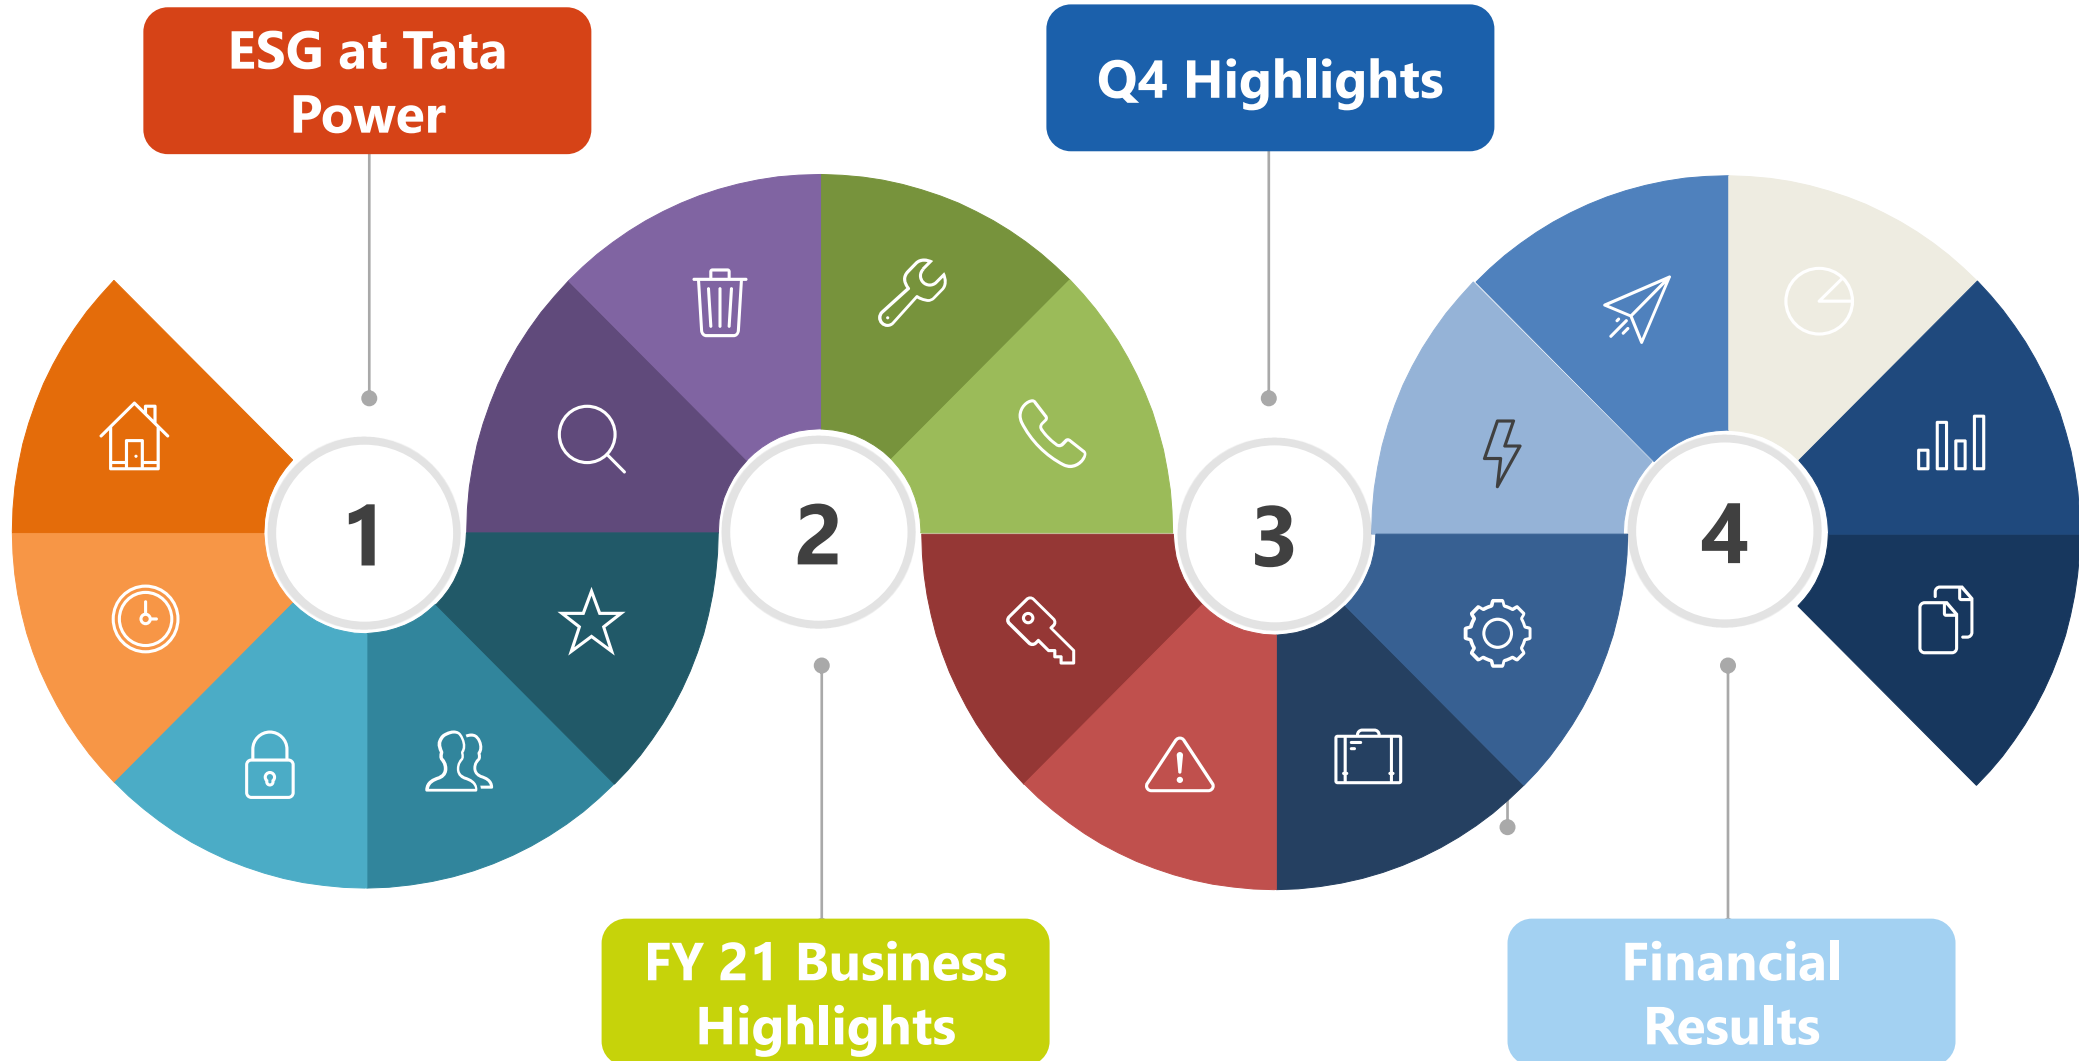 ESG at Tata
Power
Q4 Highlights
1
2
3
4
FY 21 Business
Highlights
Financial
Results